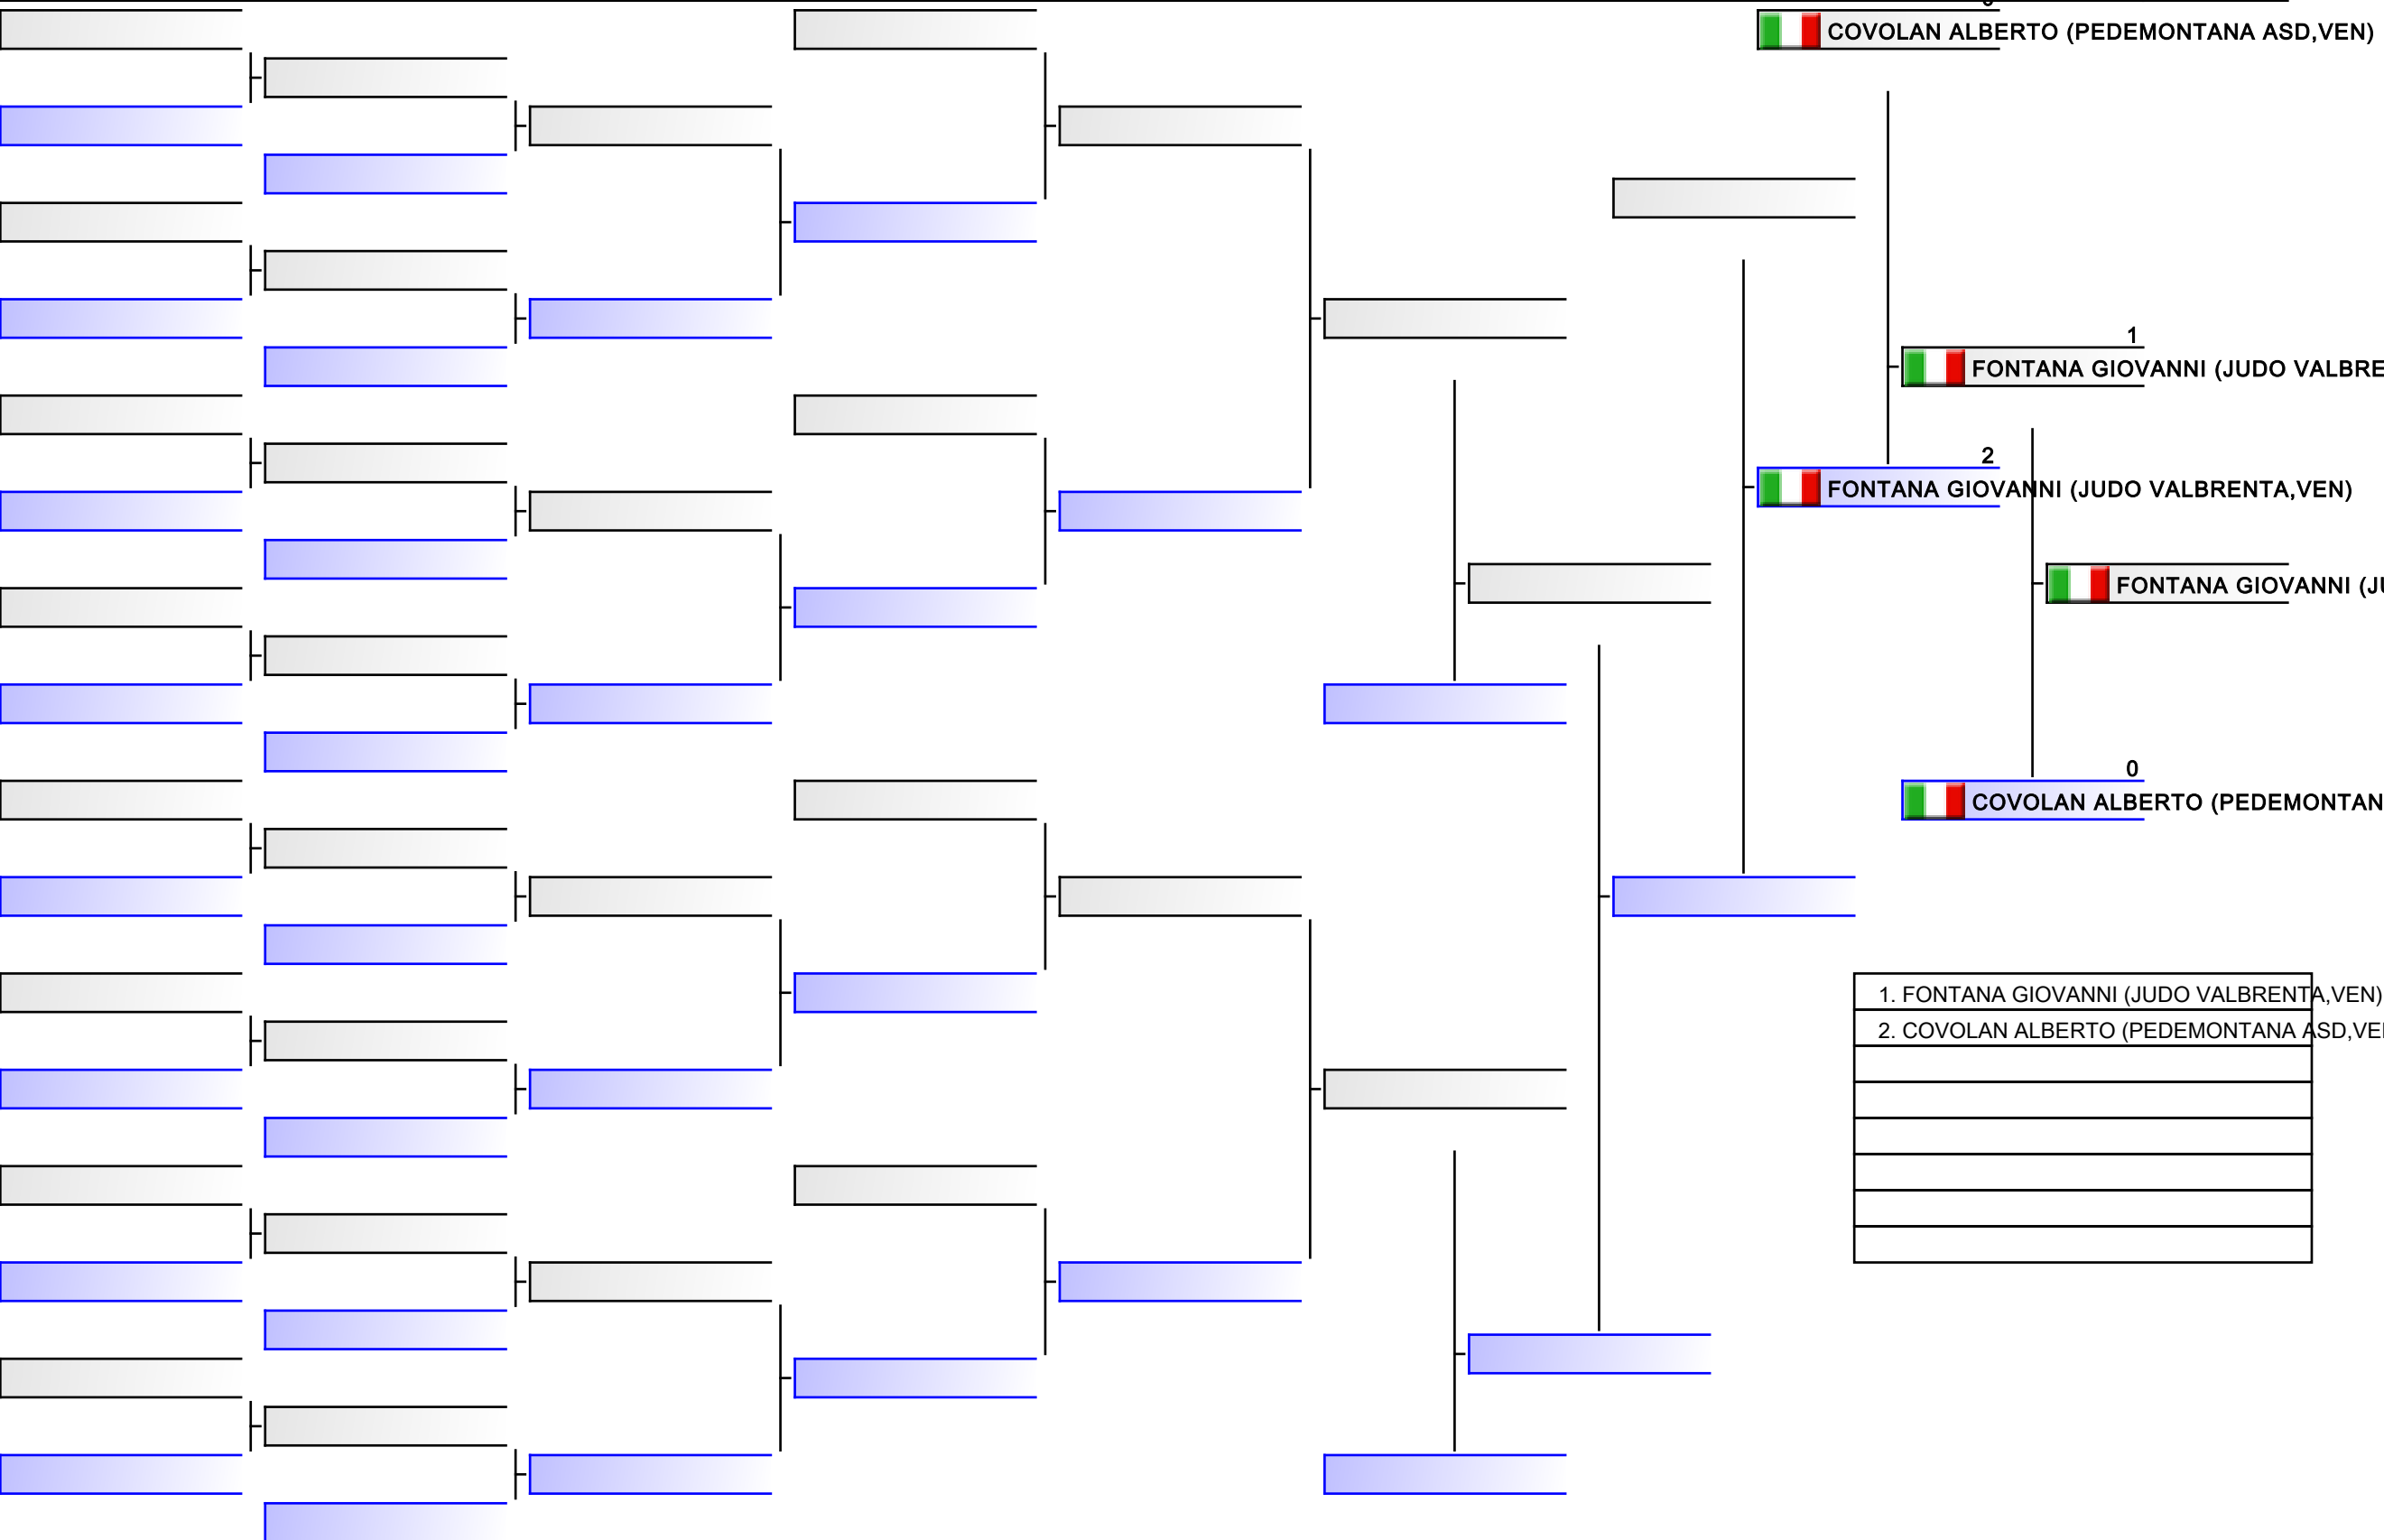 COVOLAN ALBERTO (PEDEMONTANA ASD,VEN)
1
FONTANA GIOVANNI (JUDO VALBRE
2
FONTANA GIOVANNI (JUDO VALBRENTA,VEN)
FONTANA GIOVANNI (JU
0
COVOLAN ALBERTO (PEDEMONTAN
1. FONTANA GIOVANNI (JUDO VALBRENTA,VEN)
2. COVOLAN ALBERTO (PEDEMONTANA ASD,VE